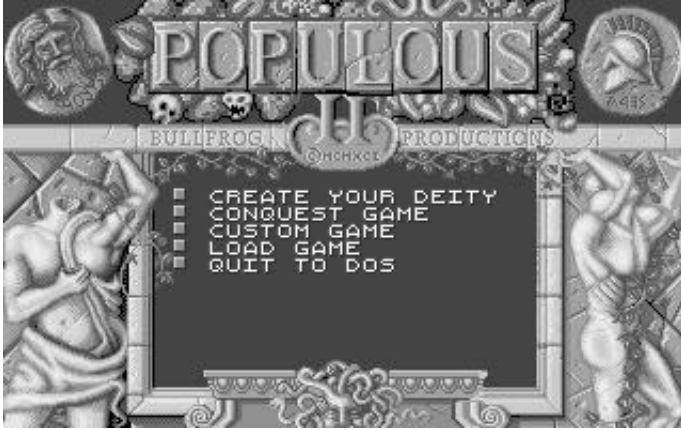 POPULOUS
II
BULLFROG PRODUCTIONS
©MCMXCI
CREATE YOUR DEITY
CONQUEST GAME
CUSTOM GAME
LOAD GAME
QUIT TO DOS